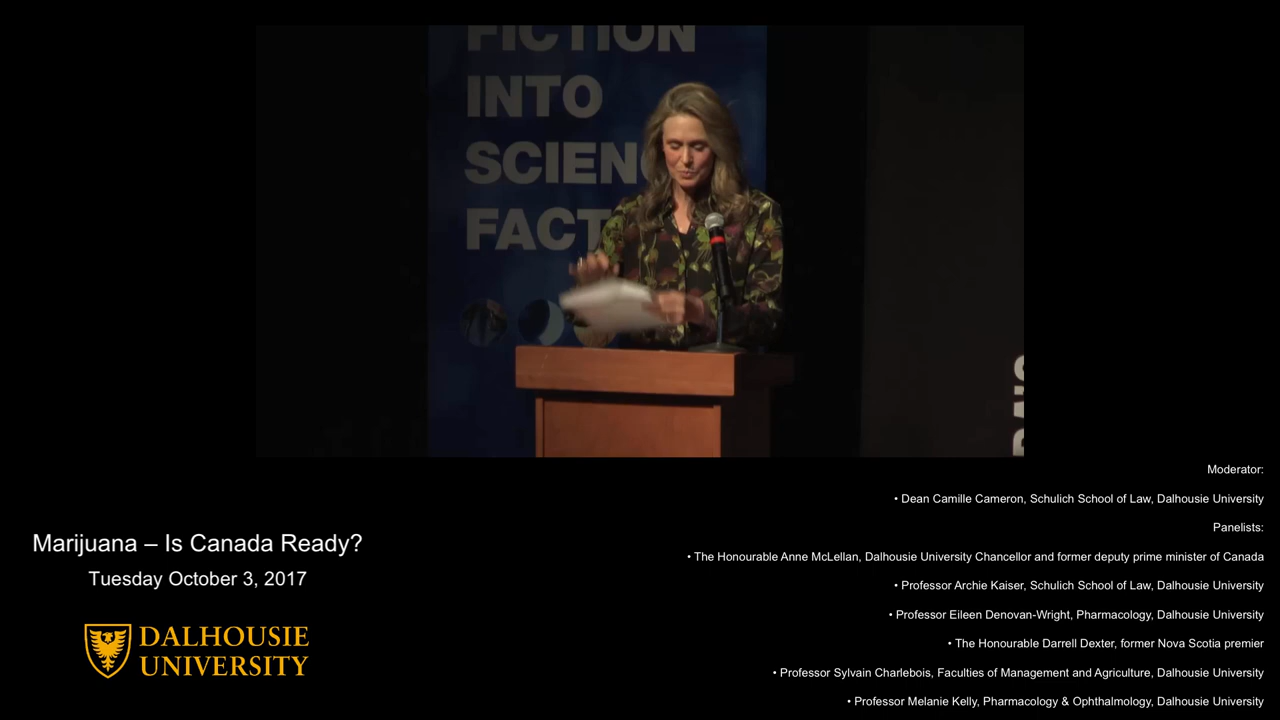 FICTION
INTO
SCIEN
FACT
Moderator:
• Dean Camille Cameron, Schulich School of Law, Dalhousie University
Panelists:
• The Honourable Anne McLellan, Dalhousie University Chancellor and former deputy prime minister of Canada
• Professor Archie Kaiser, Schulich School of Law, Dalhousie University
• Professor Eileen Denovan-Wright, Pharmacology, Dalhousie University
• The Honourable Darrell Dexter, former Nova Scotia premier
• Professor Sylvain Charlebois, Faculties of Management and Agriculture, Dalhousie University
• Professor Melanie Kelly, Pharmacology & Ophthalmology, Dalhousie University
Marijuana – Is Canada Ready?
Tuesday October 3, 2017
DALHOUSIE
UNIVERSITY